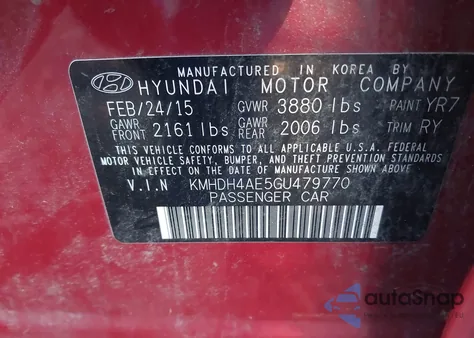 MANUFACTURED IN KOREA BY
HYUNDAI MOTOR COMPANY
FEB/24/15 GVWR 3880 lbs PAINT YR7
GAWR FRONT 2161 lbs GAWR REAR 2006 lbs TRIM RY
THIS VEHICLE CONFORMS TO ALL APPLICABLE U.S. FEDERAL
MOTOR VEHICLE SAFETY, BUMPER, AND THEFT PREVENTION STANDARDS
IN EFFECT ON THE DATE OF MANUFACTURE SHOWN ABOVE.
V.I.N KMHDH4AE5GU479770
PASSENGER CAR
autoSnap